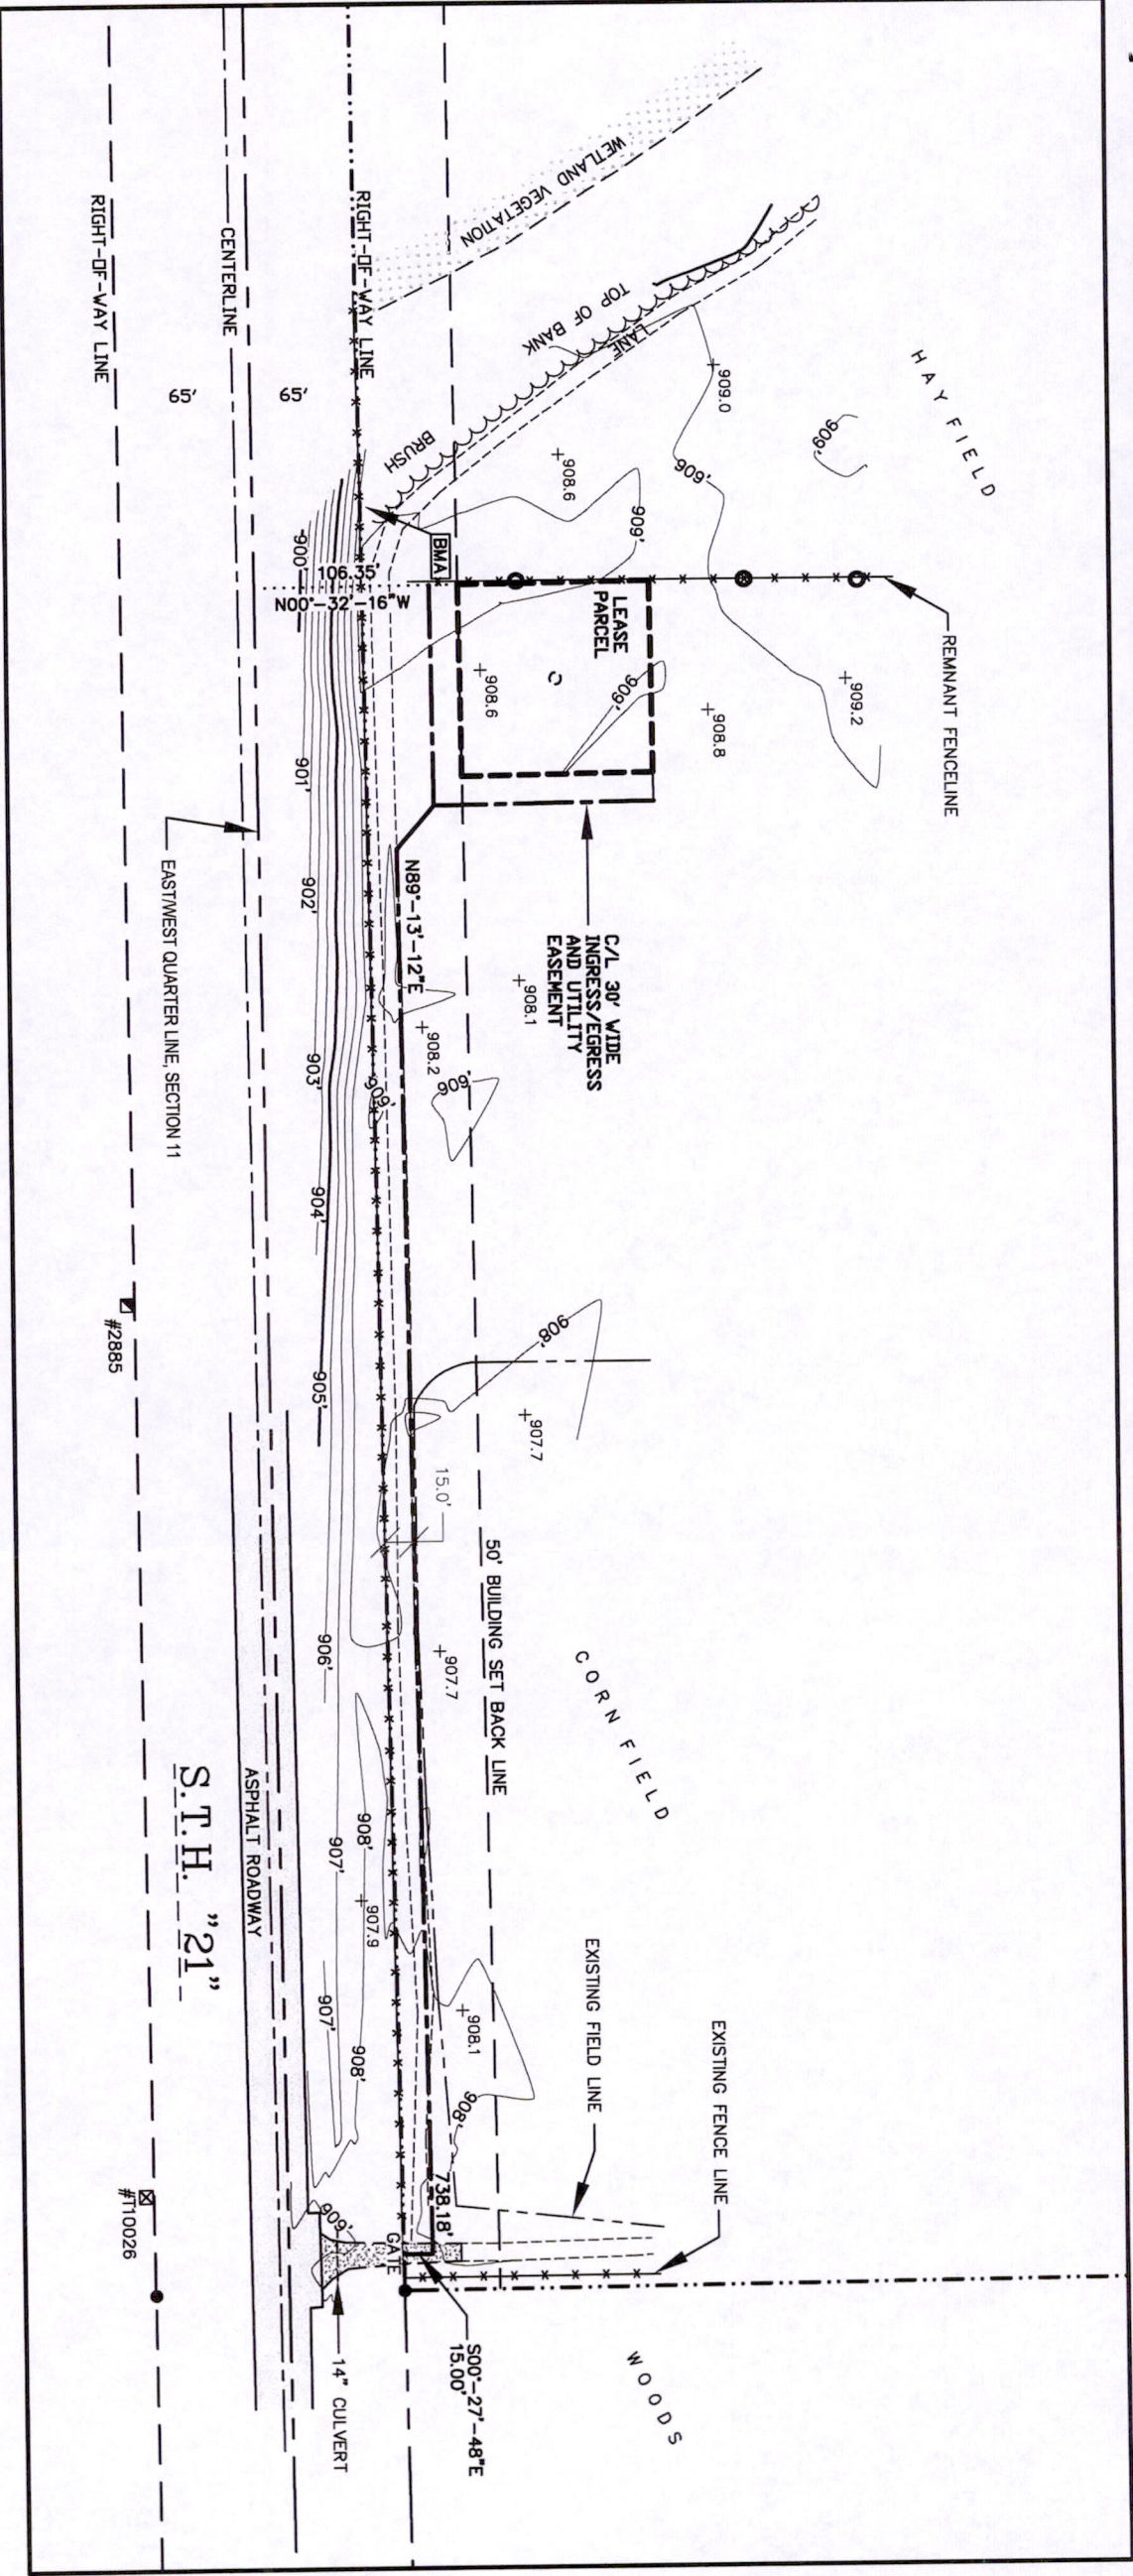 HAY FIELD
WETLAND VEGETATION
TOP OF BANK
LANE
BRUSH
+909.0
909.
909.
+908.6
909.
RIGHT-OF-WAY LINE
CENTERLINE
RIGHT-OF-WAY LINE
65'
65'
BMA
900'
106.35'
N00°-32'-16"W
REMNANT FENCELINE
+909.2
+908.8
LEASE
PARCEL
909.
+908.6
901'
902'
903'
904'
905'
906'
907'
907'
908'
908'
EAST/WEST QUARTER LINE, SECTION 11
N89°-13'-12"E
C/L 30' WIDE
INGRESS/EGRESS
AND UTILITY
EASEMENT
+908.1
+908.2
909.
909.
#2885
908'
+907.7
15.0'
50' BUILDING SET BACK LINE
+907.7
CORN FIELD
S.T.H. "21"
ASPHALT ROADWAY
+907.9
+908.1
908.
EXISTING FIELD LINE
EXISTING FENCE LINE
738.18'
#T10026
909.
GATE
14" CULVERT
S00°-27'-48"E
15.00'
WOODS